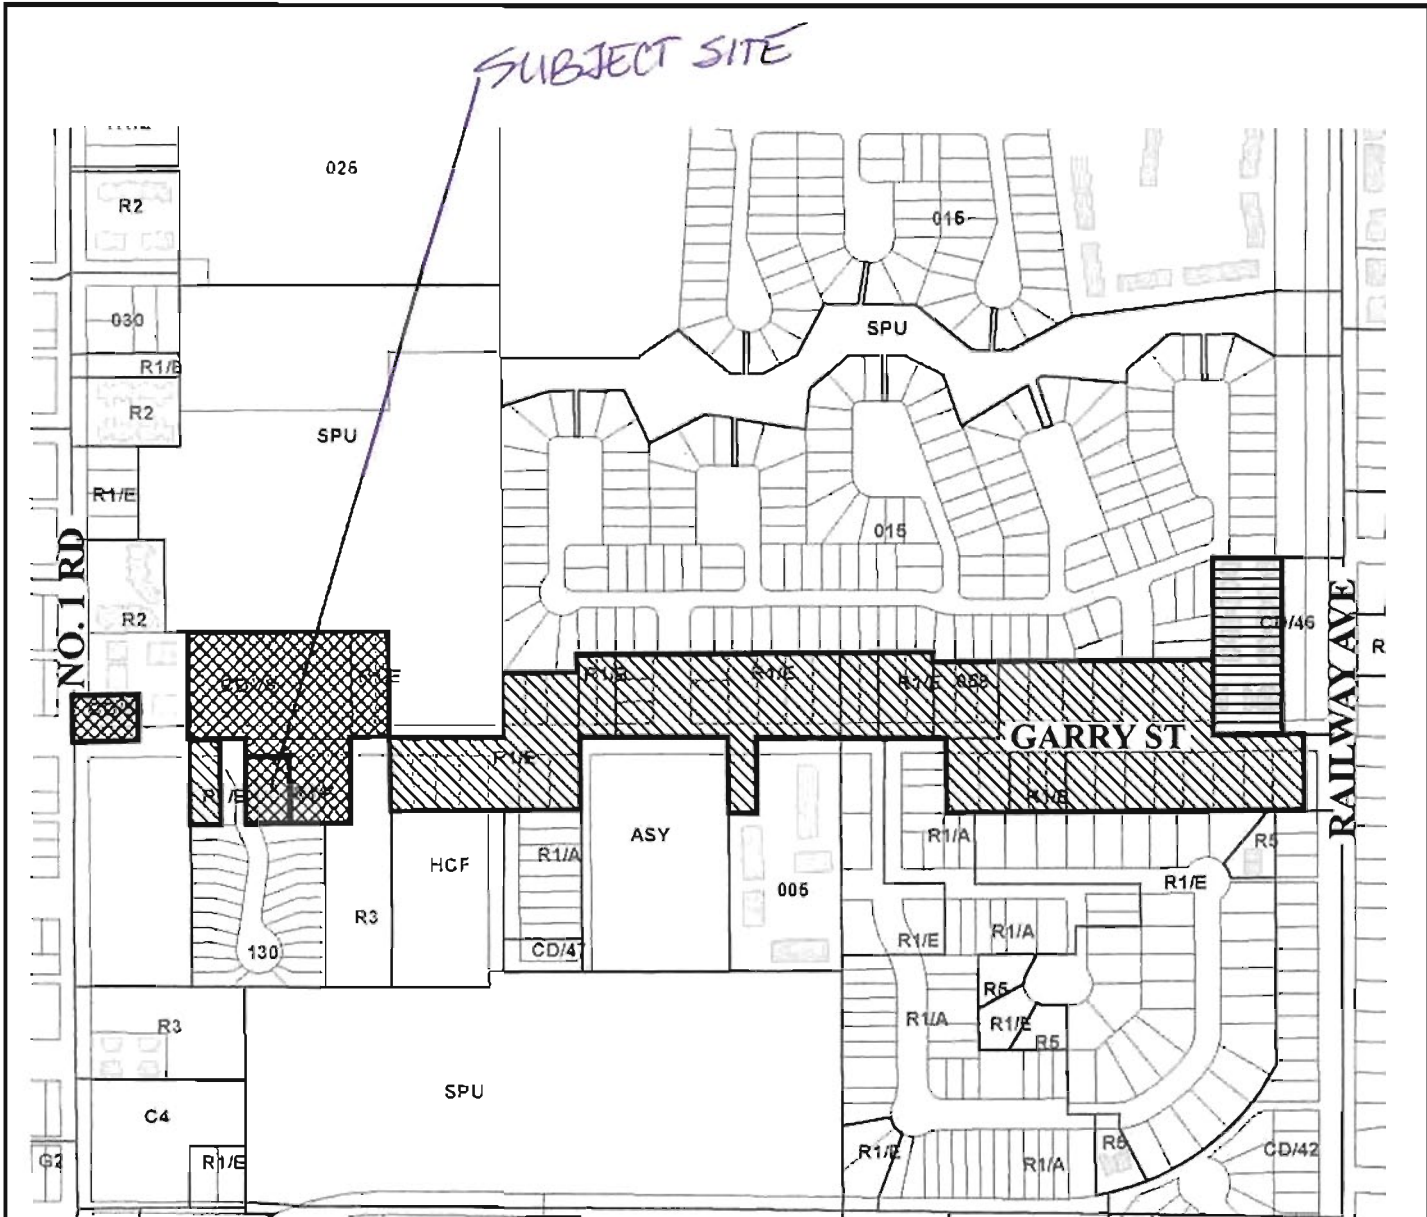 SUBJECT SITE
026
R2
016
030
SPU
R1/E
R2
SPU
R1/E
015
NO. 1 RD
R2
CD/46
RAILWAY AVE
R
R1/E
R1/E
R1/E
068
GARRY ST
R1/E
R1/E
R1/A
ASY
R1/A
R5
HCF
005
R1/E
R3
R1/E
R1/A
130
CD/47
R5
R1/A
R1/E
R5
R3
SPU
C4
G2
R1/E
R1/E
R1/A
R5
CD/42